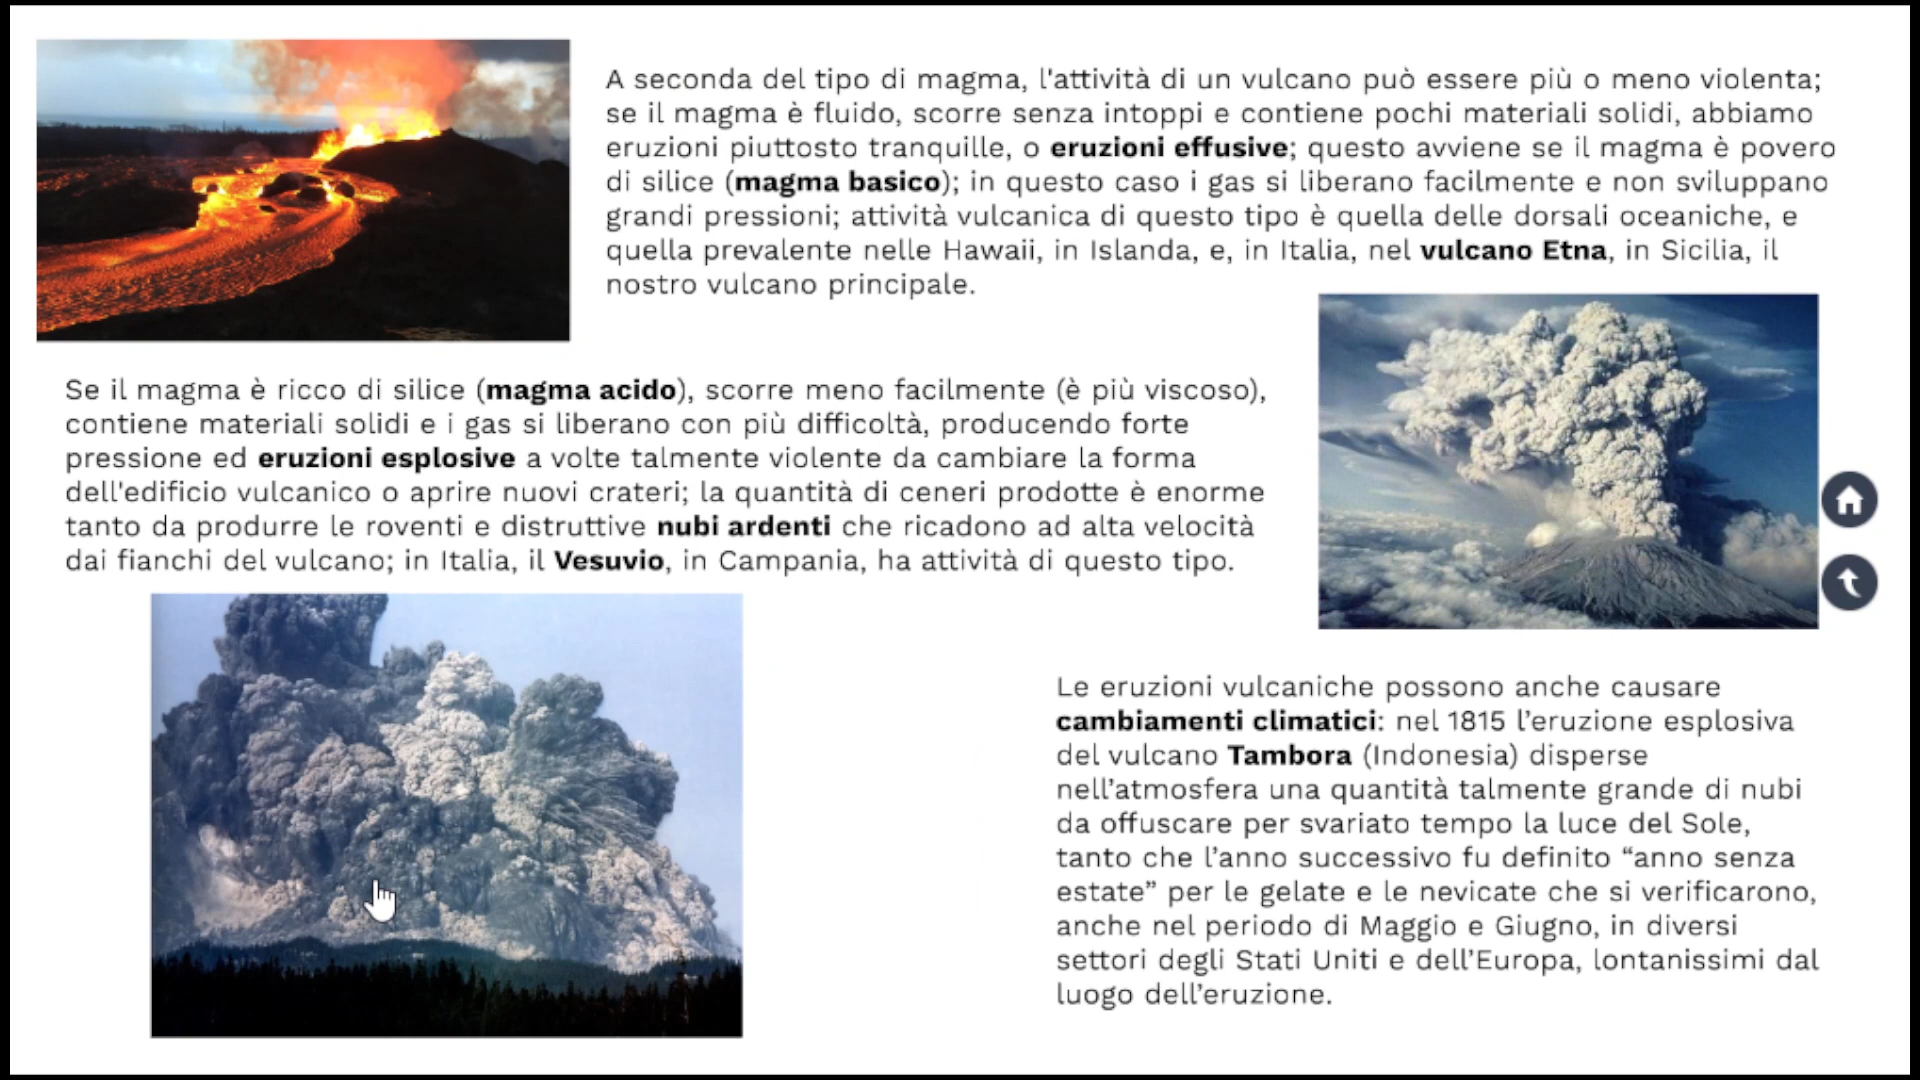 A seconda del tipo di magma, l'attività di un vulcano può essere più o meno violenta;
se il magma è fluido, scorre senza intoppi e contiene pochi materiali solidi, abbiamo
eruzioni piuttosto tranquille, o eruzioni effusive; questo avviene se il magma è povero
di silice (magma basico); in questo caso i gas si liberano facilmente e non sviluppano
grandi pressioni; attività vulcanica di questo tipo è quella delle dorsali oceaniche, e
quella prevalente nelle Hawaii, in Islanda, e, in Italia, nel vulcano Etna, in Sicilia, il
nostro vulcano principale.
Se il magma è ricco di silice (magma acido), scorre meno facilmente (è più viscoso),
contiene materiali solidi e i gas si liberano con più difficoltà, producendo forte
pressione ed eruzioni esplosive a volte talmente violente da cambiare la forma
dell'edificio vulcanico o aprire nuovi crateri; la quantità di ceneri prodotte è enorme
tanto da produrre le roventi e distruttive nubi ardenti che ricadono ad alta velocità
dai fianchi del vulcano; in Italia, il Vesuvio, in Campania, ha attività di questo tipo.
Le eruzioni vulcaniche possono anche causare
cambiamenti climatici: nel 1815 l’eruzione esplosiva
del vulcano Tambora (Indonesia) disperse
nell’atmosfera una quantità talmente grande di nubi
da offuscare per svariato tempo la luce del Sole,
tanto che l’anno successivo fu definito “anno senza
estate” per le gelate e le nevicate che si verificarono,
anche nel periodo di Maggio e Giugno, in diversi
settori degli Stati Uniti e dell’Europa, lontanissimi dal
luogo dell’eruzione.